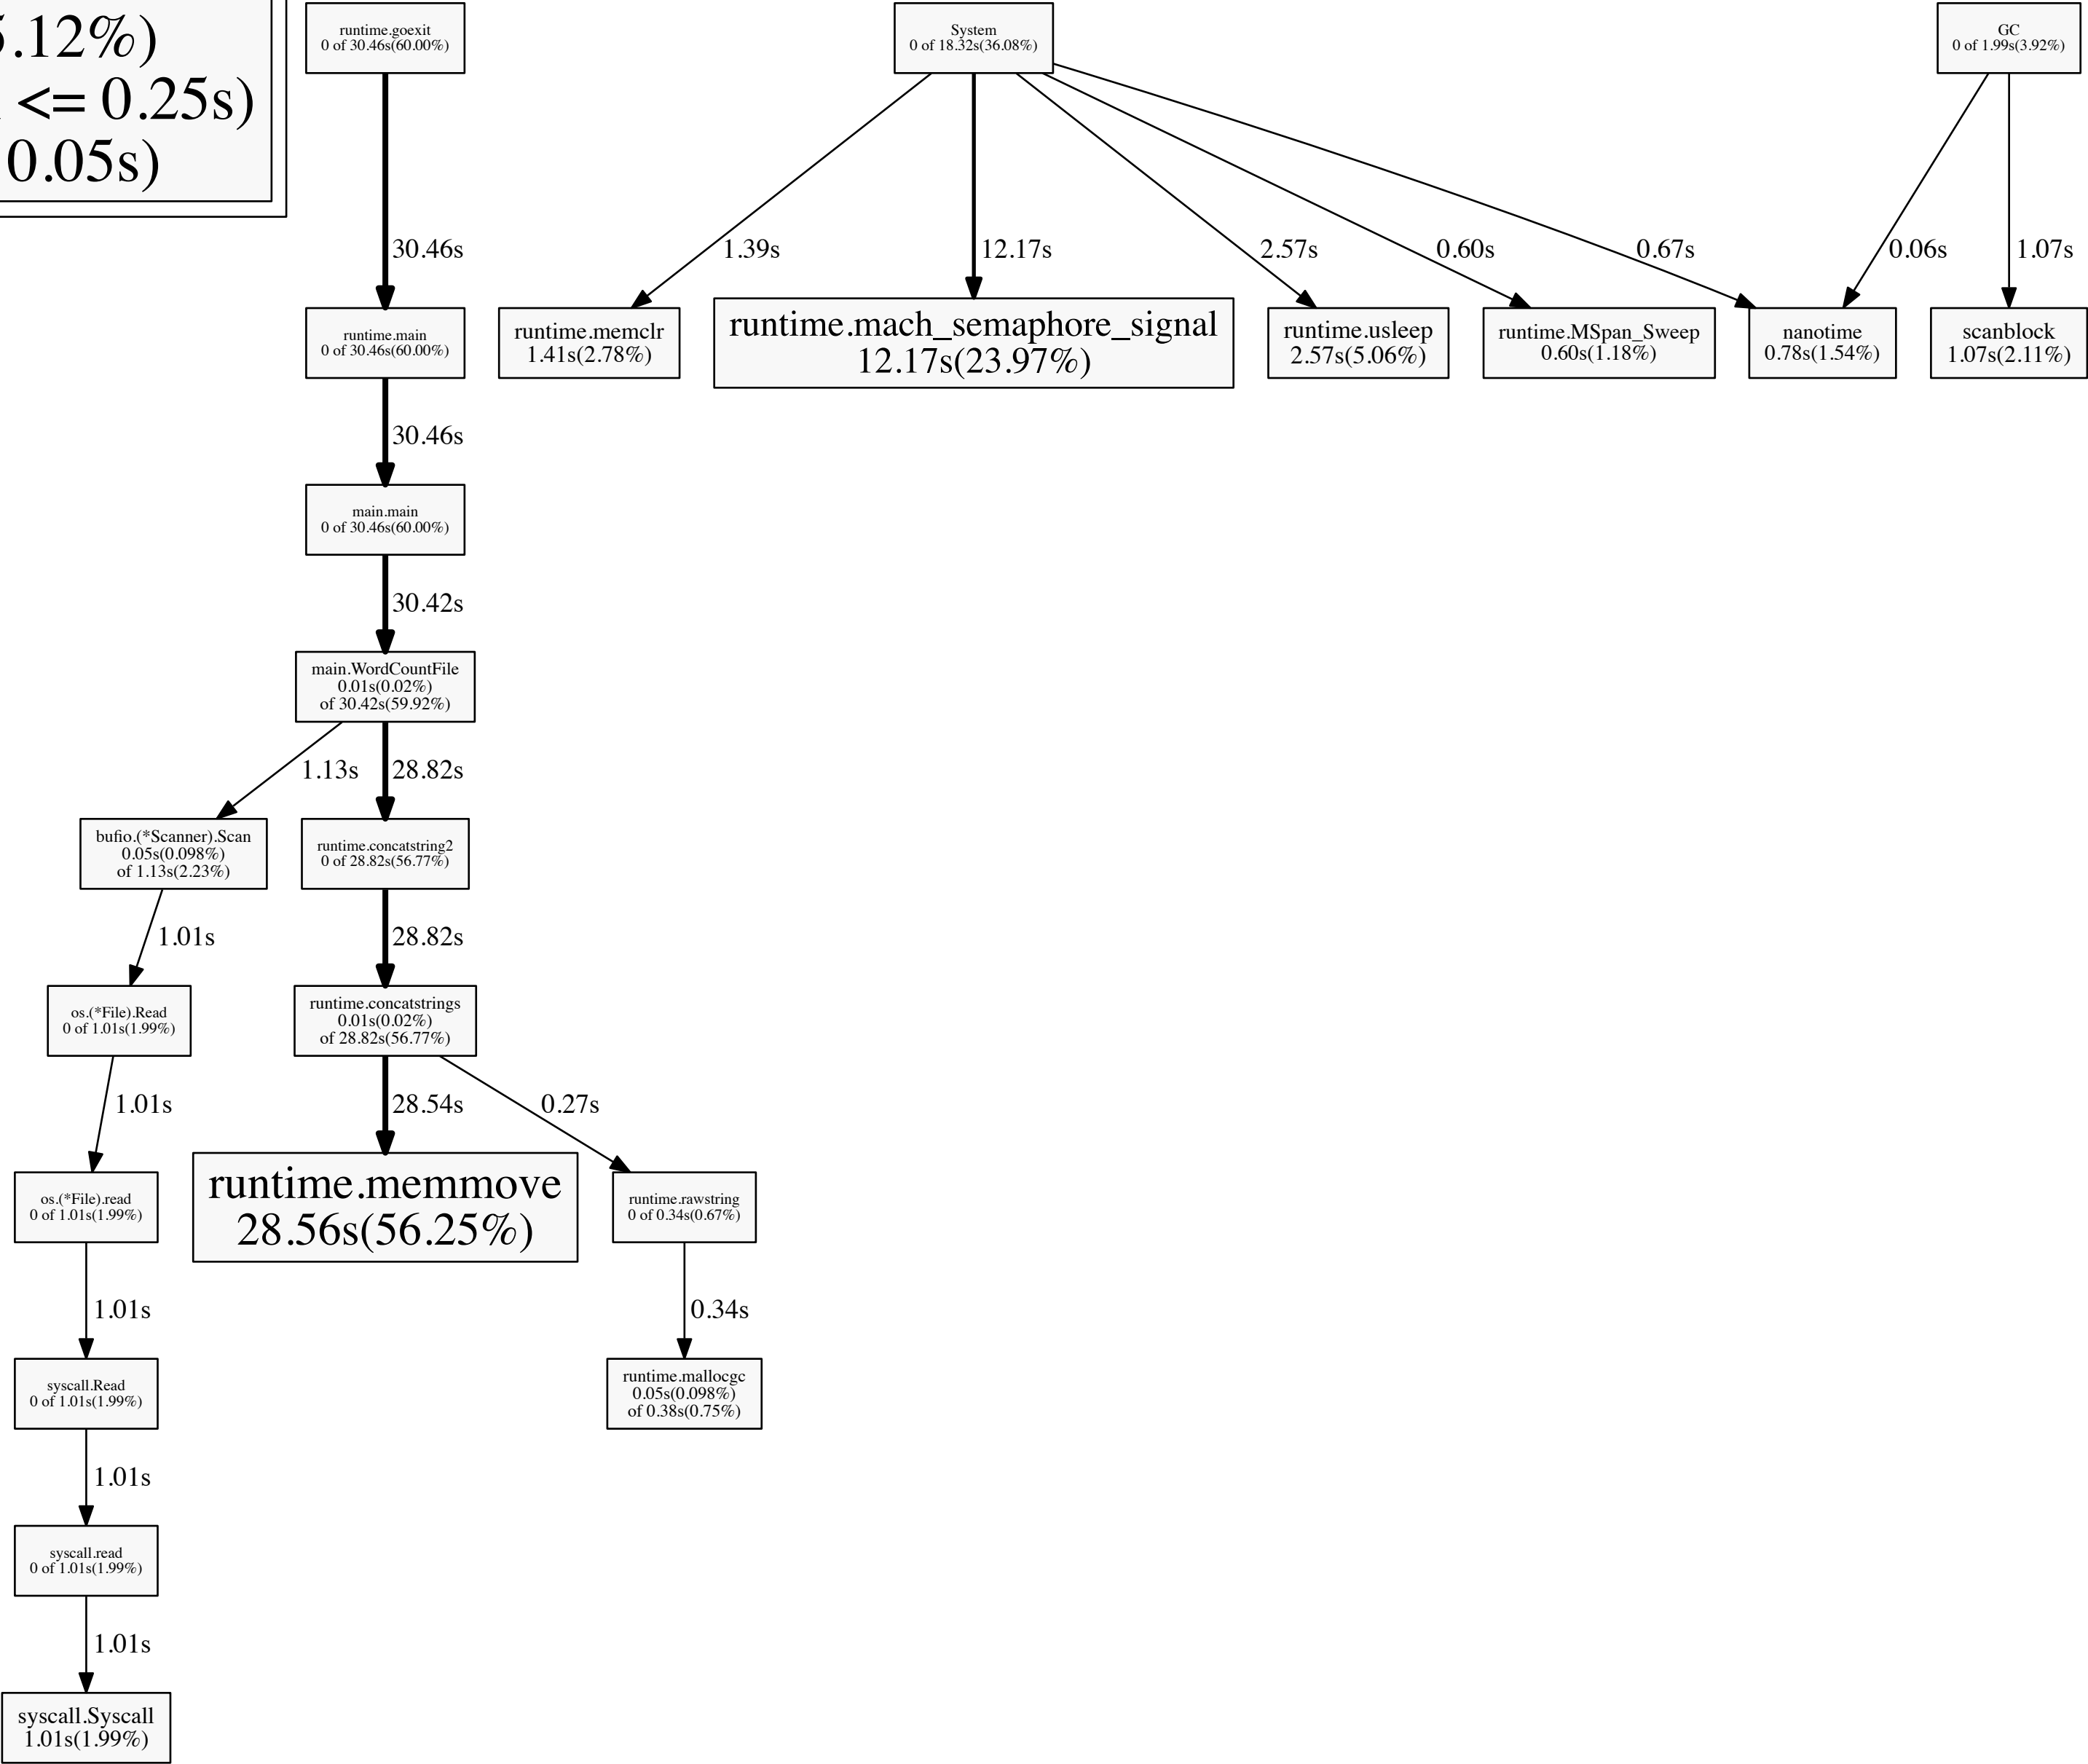 5.12%)
<= 0.25s)
0.05s)
runtime.goexit
0 of 30.46s(60.00%)
System
0 of 18.32s(36.08%)
GC
0 of 1.99s(3.92%)
30.46s
1.39s
12.17s
2.57s
0.60s
0.67s
0.06s
1.07s
runtime.main
0 of 30.46s(60.00%)
runtime.memclr
1.41s(2.78%)
runtime.mach_semaphore_signal
12.17s(23.97%)
runtime.usleep
2.57s(5.06%)
runtime.MSpan_Sweep
0.60s(1.18%)
nanotime
0.78s(1.54%)
scanblock
1.07s(2.11%)
30.46s
main.main
0 of 30.46s(60.00%)
30.42s
main.WordCountFile
0.01s(0.02%)
of 30.42s(59.92%)
1.13s
28.82s
bufio.(*Scanner).Scan
0.05s(0.098%)
of 1.13s(2.23%)
runtime.concatstring2
0 of 28.82s(56.77%)
1.01s
28.82s
os.(*File).Read
0 of 1.01s(1.99%)
runtime.concatstrings
0.01s(0.02%)
of 28.82s(56.77%)
1.01s
28.54s
0.27s
os.(*File).read
0 of 1.01s(1.99%)
runtime.memmove
28.56s(56.25%)
runtime.rawstring
0 of 0.34s(0.67%)
1.01s
0.34s
syscall.Read
0 of 1.01s(1.99%)
runtime.mallocgc
0.05s(0.098%)
of 0.38s(0.75%)
1.01s
syscall.read
0 of 1.01s(1.99%)
1.01s
syscall.Syscall
1.01s(1.99%)